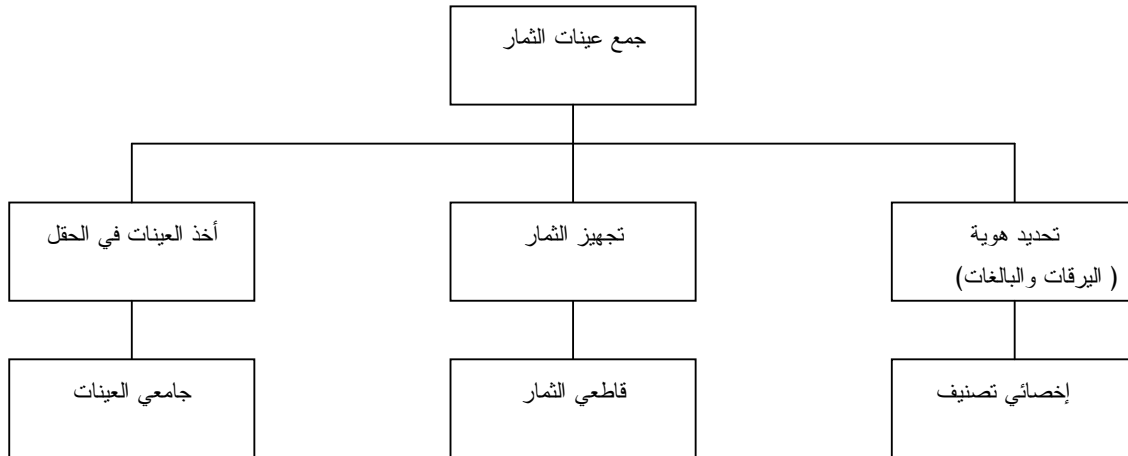 جمع عينات الثمار
أخذ العينات في الحقل
تجهيز الثمار
تحديد هوية
( اليرقات والبالغات)
جامعي العينات
قاطعي الثمار
إخصائي تصنيف